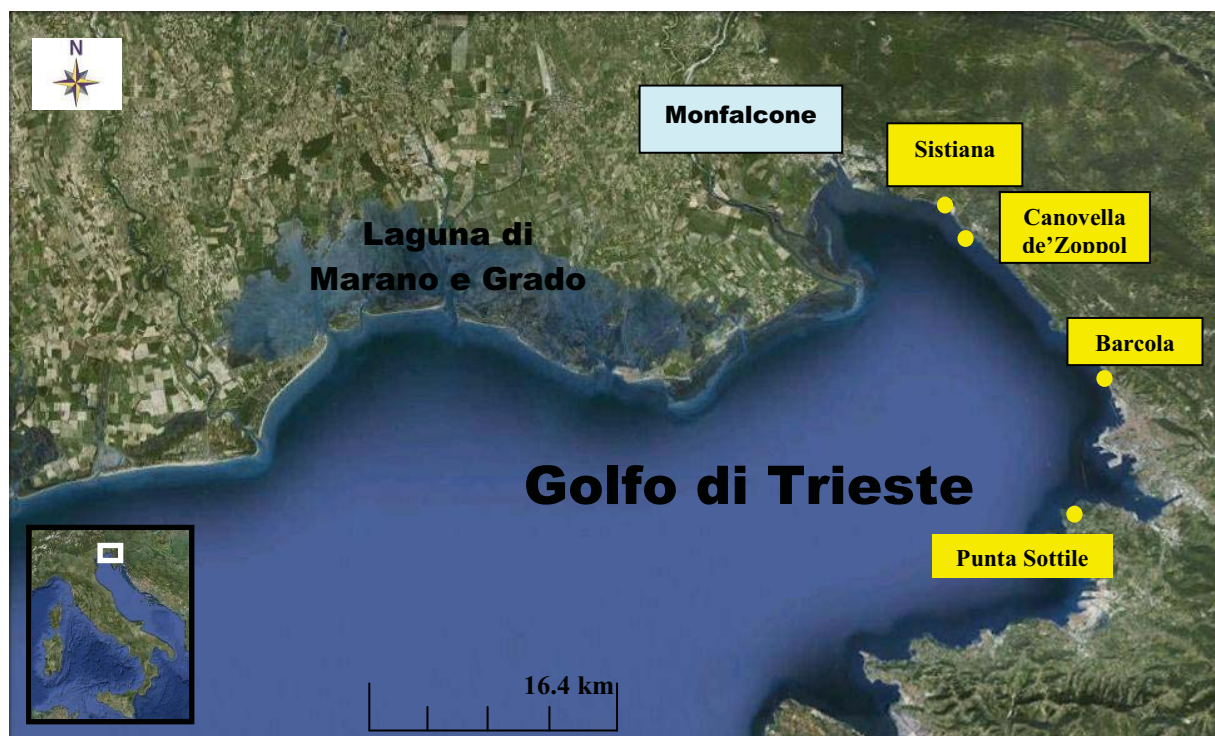 N
Monfalcone
Sistiana
Canovella
de’Zoppol
Laguna di
Marano e Grado
Barcola
Golfo di Trieste
Punta Sottile
16.4 km